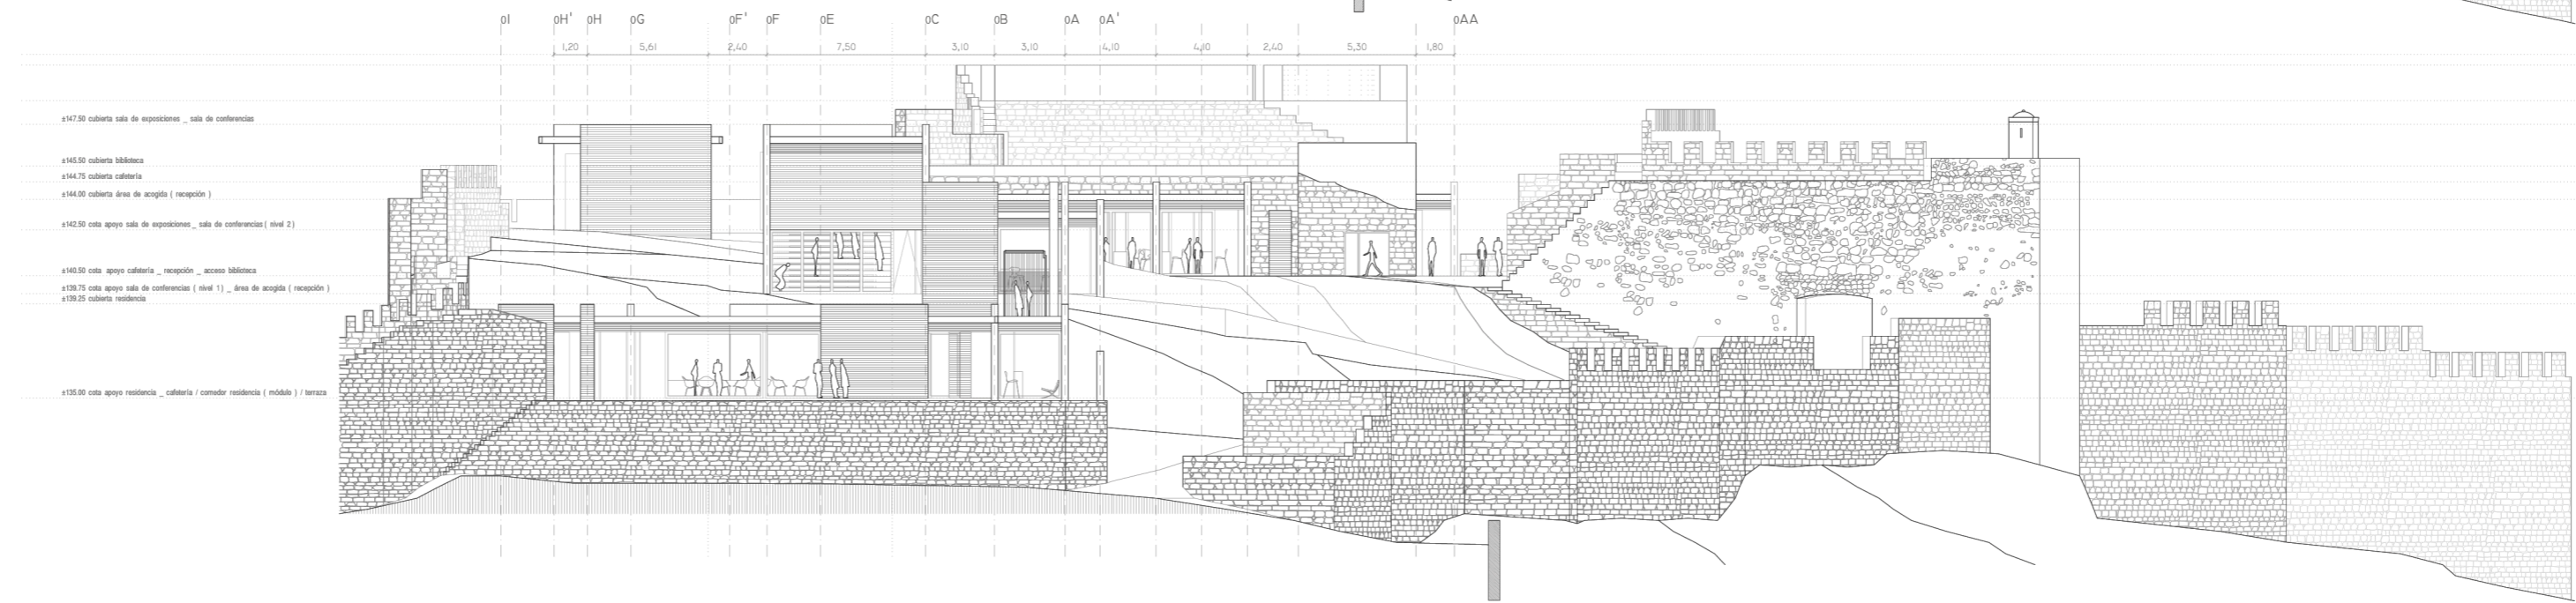 0I 0H' 0H 0G 0F' 0F 0E 0C 0B 0A 0A' 0AA
1,20 5,61 2,40 7,50 3,10 3,10 4,10 4,10 2,40 5,30 1,80
±147.50 cubierta sala de exposiciones _ sala de conferencias
±145.50 cubierta biblioteca
±144.75 cubierta cafetería
±144.00 cubierta área de acogida ( recepción )
±142.50 cota apoyo sala de exposiciones _ sala de conferencias ( nivel 2 )
±140.50 cota apoyo cafetería _ recepción _ acceso biblioteca
±139.75 cota apoyo sala de conferencias ( nivel 1 ) _ área de acogida ( recepción )
±139.25 cubierta residencia
±135.00 cota apoyo residencia _ cafetería / comedor residencia ( módulo ) / terraza